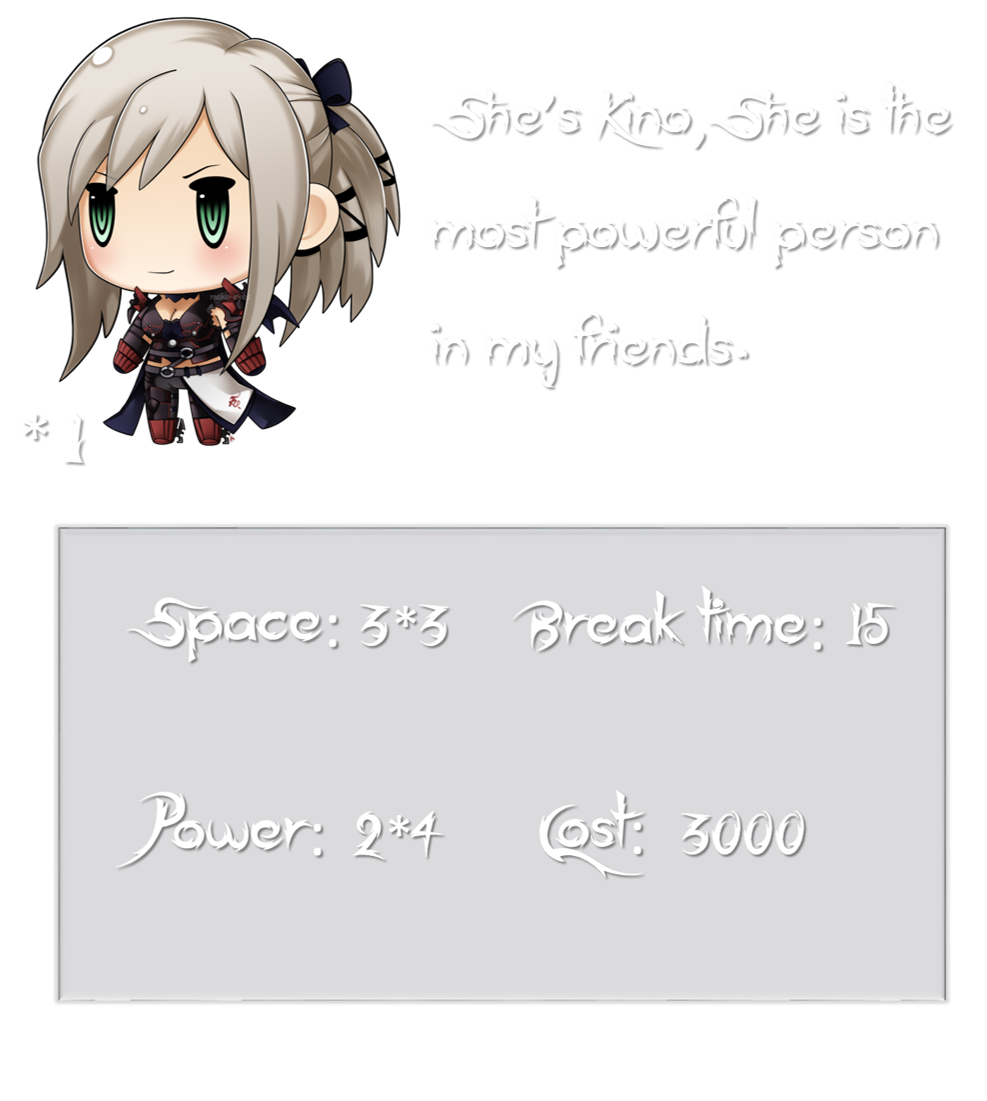 She's Kino, She is the
most powerful person
in my friends.
* 1
Space: 3*3 Break time: 15
Power: 2*4 Cost: 3000